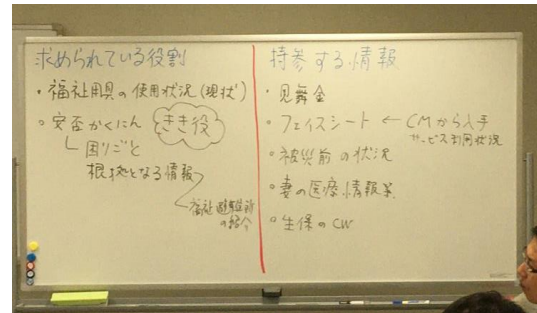 求められている役割
・福祉用具の使用状況(現状)
・安否かくにん きき役
└困りごと
根拠となる情報
福祉避難所
の紹介
持参する情報
・見舞金
・フェイスシート ← CMから入手
サービス利用状況
・被災前の状況
・妻の医療情報系
・生保のCW